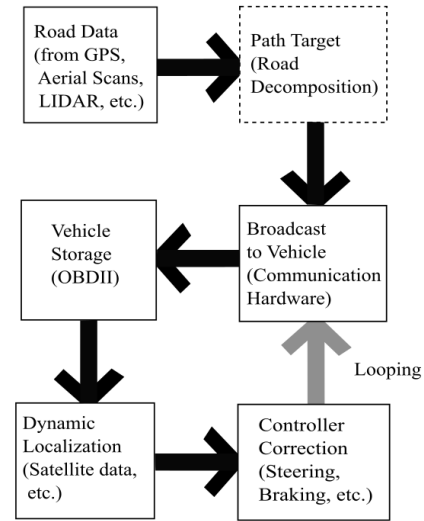 Road Data
(from GPS,
Aerial Scans,
LIDAR, etc.)
Path Target
(Road
Decomposition)
Broadcast
to Vehicle
(Communication
Hardware)
Vehicle
Storage
(OBDII)
Dynamic
Localization
(Satellite data,
etc.)
Controller
Correction
(Steering,
Braking, etc.)
Looping